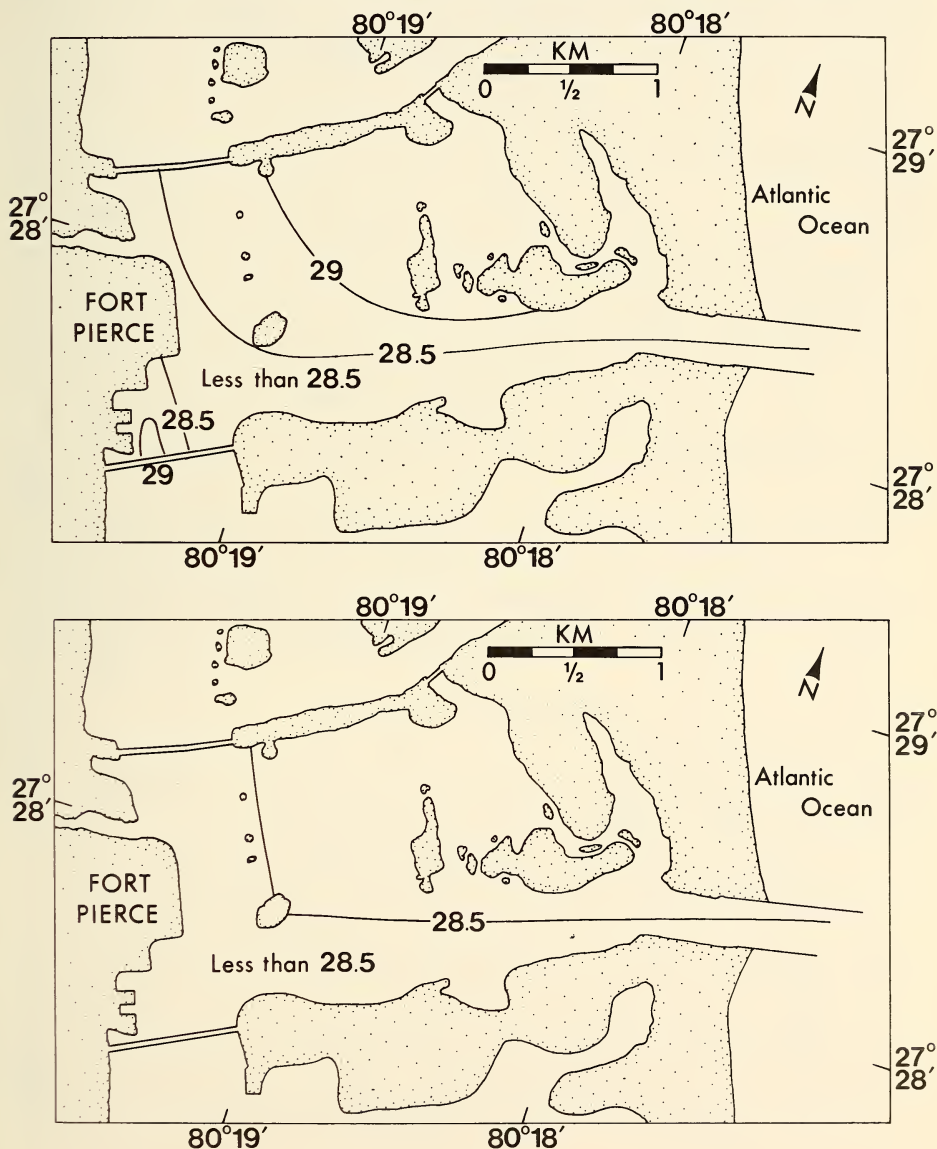 80°19′
80°18′
KM
0 ½ 1
N
27°
29′
Atlantic
Ocean
27°
28′
29
FORT
PIERCE
28.5
Less than 28.5
28.5
29
27°
28′
80°19′
80°18′
80°19′
80°18′
KM
0 ½ 1
N
27°
29′
Atlantic
Ocean
27°
28′
FORT
PIERCE
28.5
Less than 28.5
27°
28′
80°19′
80°18′